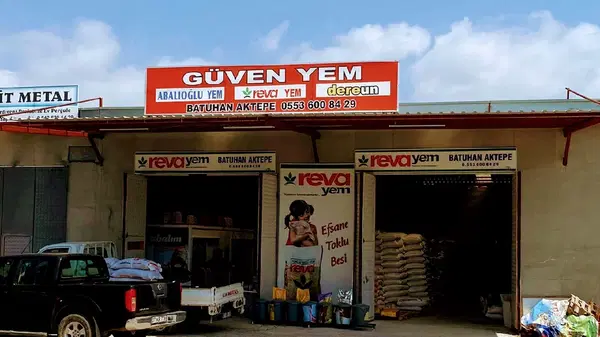 GÜVEN YEM
ABALIOĞLU YEM reva YEM dereun
BATUHAN AKTEPE 0553 600 84 29
İT METAL
reva yem BATUHAN AKTEPE
reva yem BATUHAN AKTEPE
reva
yem
Efsane
Toklu
Besi